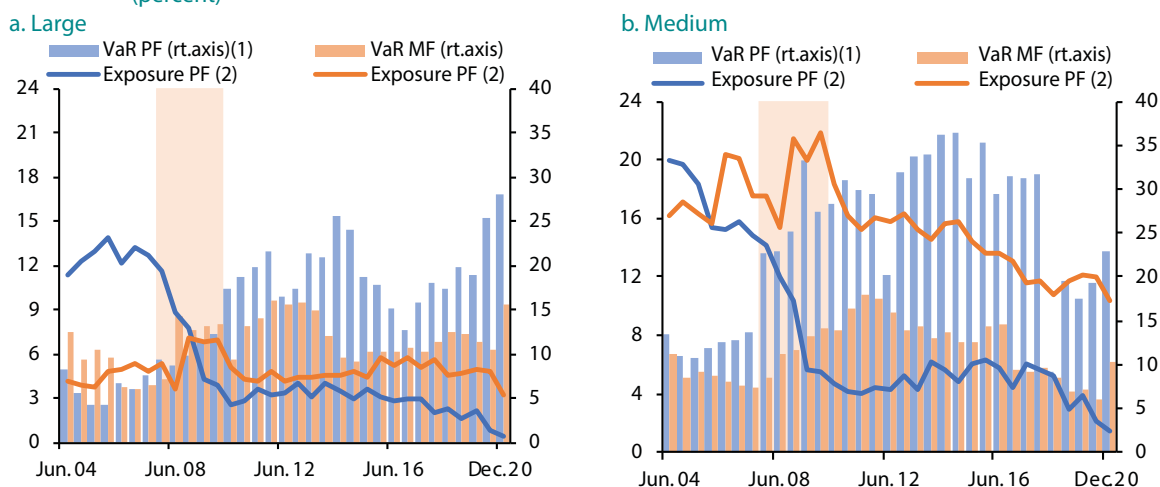 (percent)
a. Large
VaR PF (rt.axis)(1) VaR MF (rt.axis)
Exposure PF (2) Exposure PF (2)
24 40
21 35
18 30
15 25
12 20
9 15
6 10
3 5
0 0
Jun. 04 Jun.08 Jun.12 Jun.16 Dec.20
b. Medium
VaR PF (rt.axis)(1) VaR MF (rt.axis)
Exposure PF (2) Exposure PF (2)
24 40
35
20 30
16 25
12 20
15
8 10
4 5
0 0
Jun. 04 Jun.08 Jun. 12 Jun. 16 Dec.20